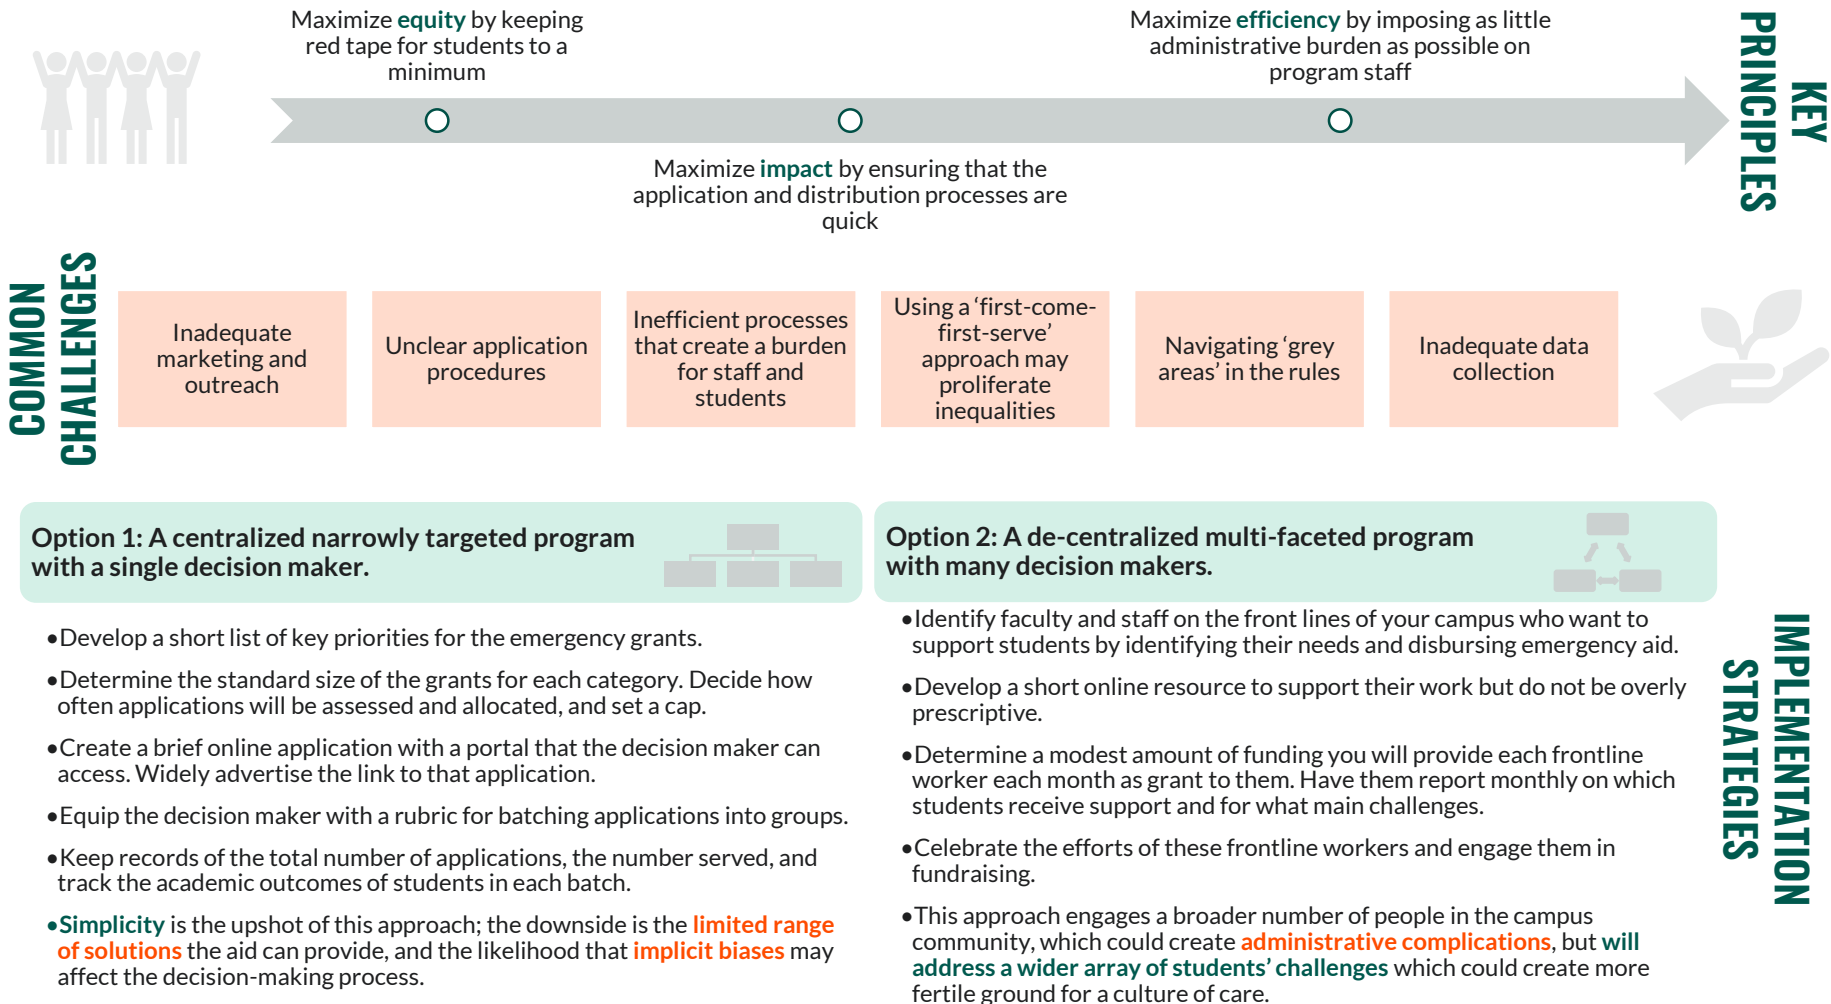 Maximize equity by keeping
red tape for students to a
minimum
Maximize efficiency by imposing as little
administrative burden as possible on
program staff
Maximize impact by ensuring that the
application and distribution processes are
quick
KEY
PRINCIPLES
COMMON
CHALLENGES
Inadequate
marketing and
outreach
Unclear application
procedures
Inefficient processes
that create a burden
for staff and
students
Using a ‘first-come-
first-serve’
approach may
proliferate
inequalities
Navigating ‘grey
areas’ in the rules
Inadequate data
collection
Option 1: A centralized narrowly targeted program
with a single decision maker.
•Develop a short list of key priorities for the emergency grants.
•Determine the standard size of the grants for each category. Decide how
often applications will be assessed and allocated, and set a cap.
•Create a brief online application with a portal that the decision maker can
access. Widely advertise the link to that application.
•Equip the decision maker with a rubric for batching applications into groups.
•Keep records of the total number of applications, the number served, and
track the academic outcomes of students in each batch.
•Simplicity is the upshot of this approach; the downside is the limited range
of solutions the aid can provide, and the likelihood that implicit biases may
affect the decision-making process.
Option 2: A de-centralized multi-faceted program
with many decision makers.
•Identify faculty and staff on the front lines of your campus who want to
support students by identifying their needs and disbursing emergency aid.
•Develop a short online resource to support their work but do not be overly
prescriptive.
•Determine a modest amount of funding you will provide each frontline
worker each month as grant to them. Have them report monthly on which
students receive support and for what main challenges.
•Celebrate the efforts of these frontline workers and engage them in
fundraising.
•This approach engages a broader number of people in the campus
community, which could create administrative complications, but will
address a wider array of students’ challenges which could create more
fertile ground for a culture of care.
IMPLEMENTATION
STRATEGIES